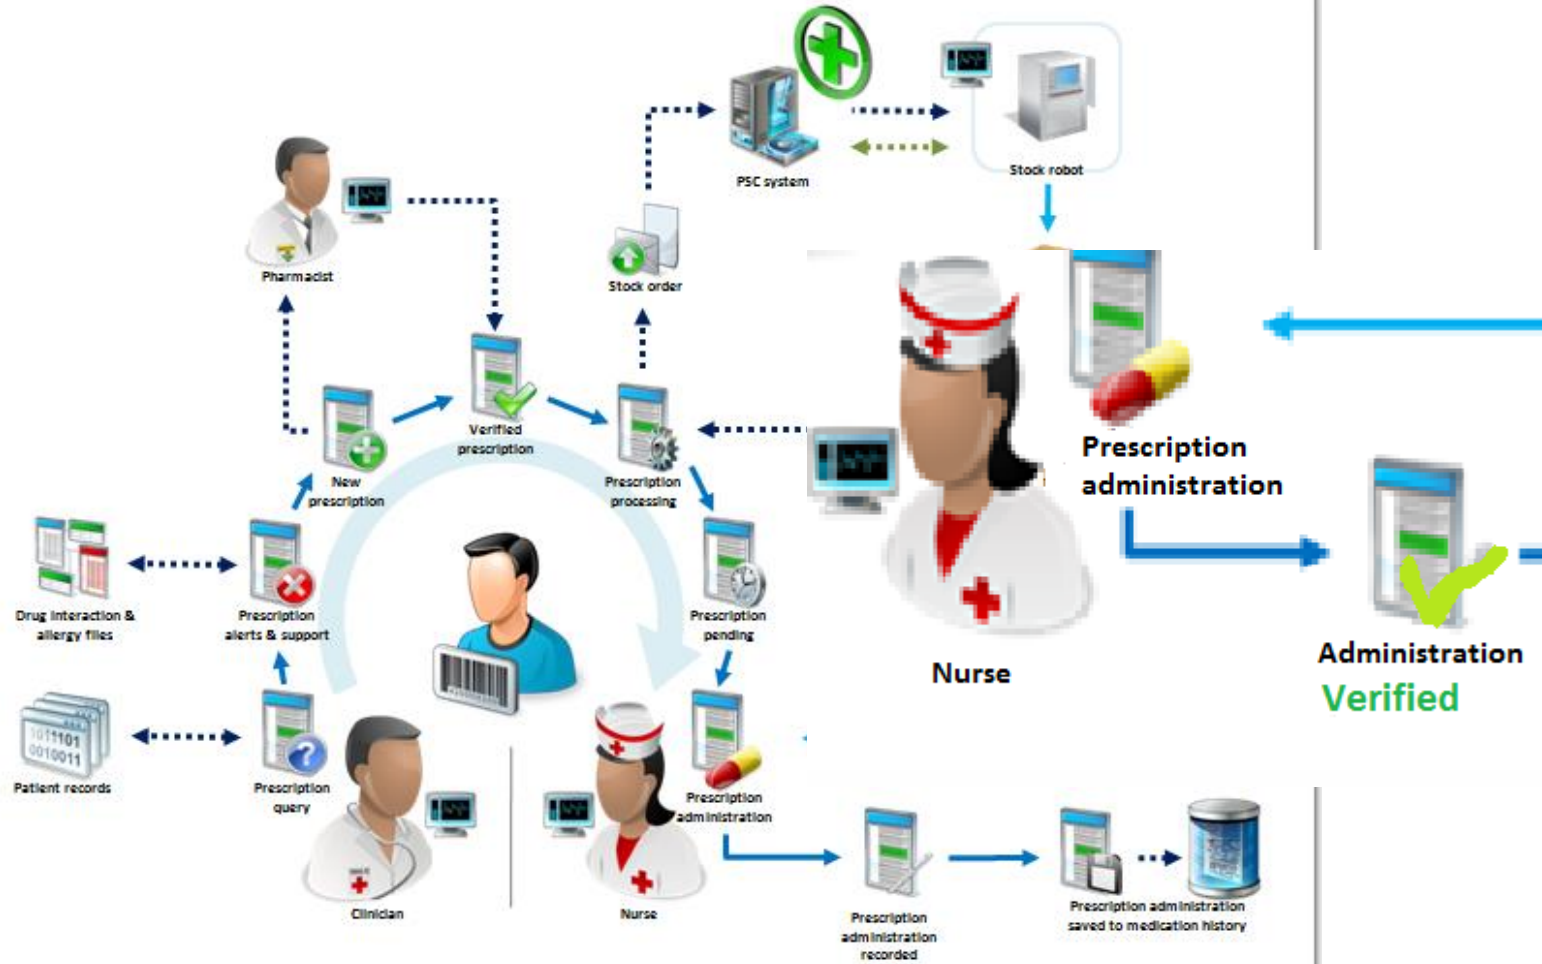 PSC system
Stock robot
Pharmacist
Stock order
Verified
prescription
New
prescription
Prescription
processing
Prescription
administration
Drug interaction &
allergy files
Prescription
alerts & support
Prescription
pending
Nurse
Administration
Verified
1011101
0010011
Patient records
Prescription
query
Prescription
administration
Clinician
Nurse
Prescription
administration
recorded
Prescription administration
saved to medication history